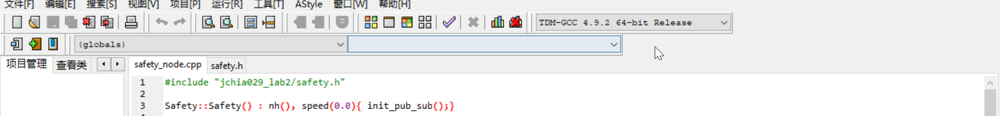 文件[F] 编辑[E] 搜索[S] 视图[V] 项目[P] 运行[R] 工具[T] AStyle 窗口[W] 帮助[H]
TDM-GCC 4.9.2 64-bit Release
(globals)
项目管理 查看类 safety_node.cpp safety.h
1 #include "jchia029_lab2/safety.h"
2
3 Safety::Safety() : nh(), speed(0.0){ init_pub_sub();}